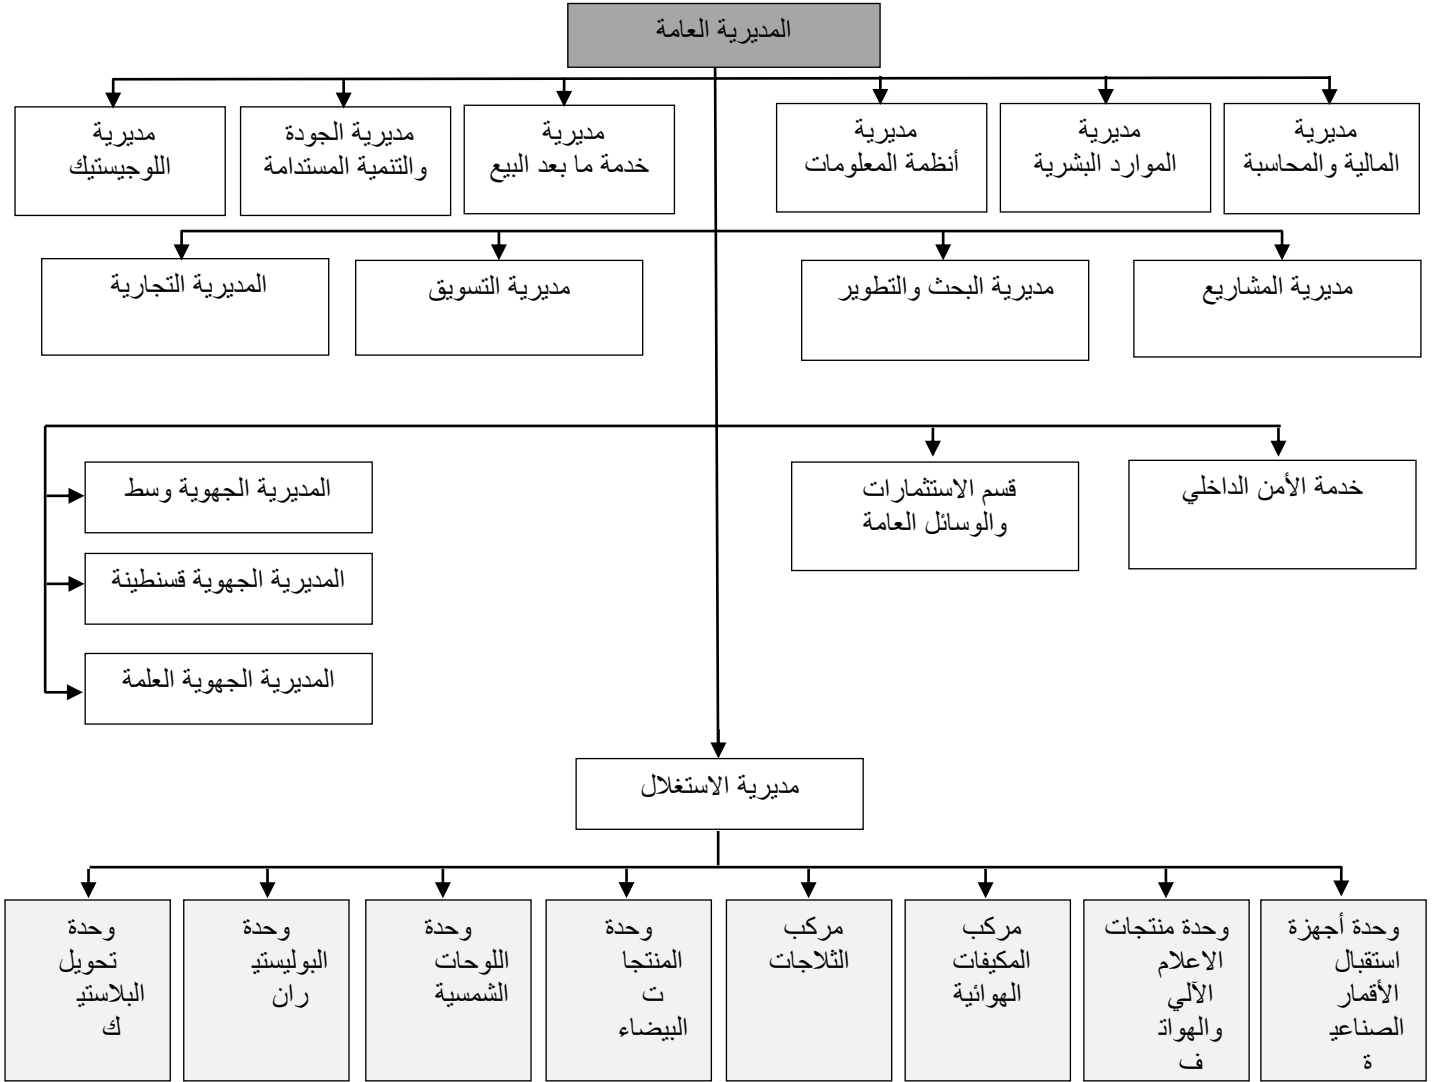 المديرية العامة
مديرية
المالية والمحاسبة
مديرية
الموارد البشرية
مديرية
أنظمة المعلومات
مديرية
خدمة ما بعد البيع
مديرية الجودة
والتنمية المستدامة
مديرية
اللوجيستيك
مديرية المشاريع
مديرية البحث والتطوير
مديرية التسويق
المديرية التجارية
خدمة الأمن الداخلي
قسم الاستثمارات
والوسائل العامة
المديرية الجهوية وسط
المديرية الجهوية قسنطينة
المديرية الجهوية العلمة
مديرية الاستغلال
وحدة أجهزة
استقبال
الأقمار
الصناعيـ
ة
وحدة منتجات
الاعلام
الآلي
والهواتـ
ف
مركب
المكيفات
الهوائية
مركب
الثلاجات
وحدة
المنتجا
ت
البيضاء
وحدة
اللوحات
الشمسية
وحدة
البوليستيـ
ران
وحدة
تحويل
البلاستيـ
ك